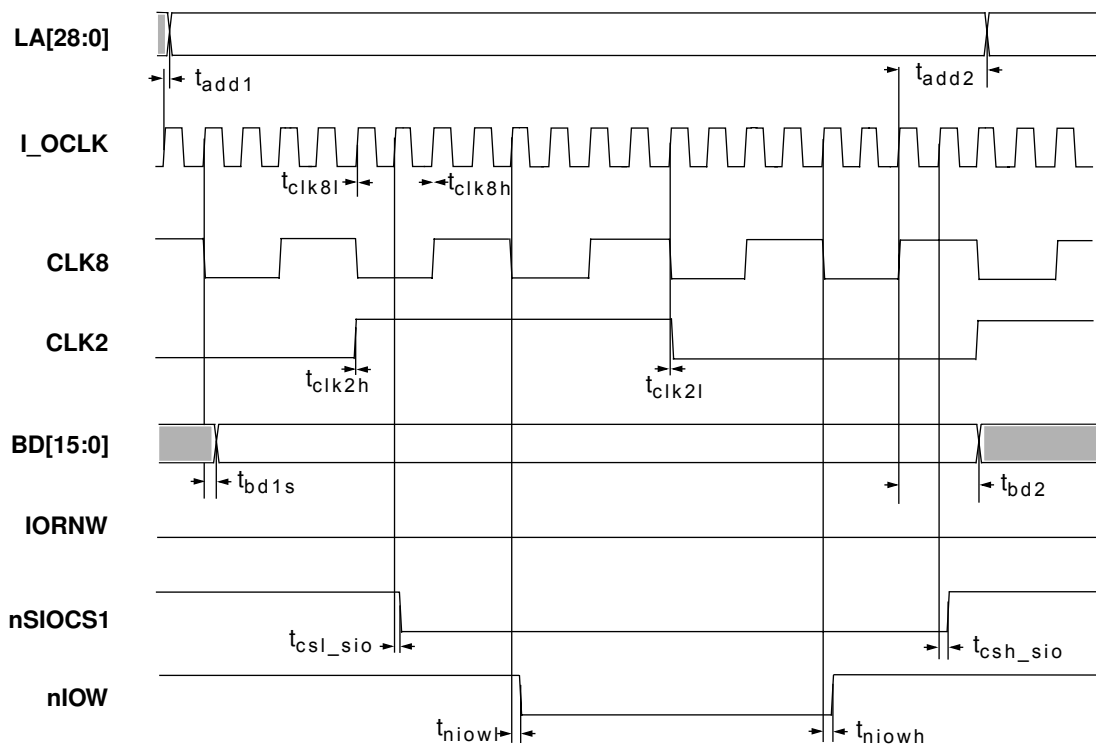 LA[28:0]
tadd1
tadd2
I_OCLK
tclk8l
tclk8h
CLK8
CLK2
tclk2h
tclk2l
BD[15:0]
tbd1s
tbd2
IORNW
nSIOCS1
tcsl_sio
tcsh_sio
nIOW
tniowl
tniowh